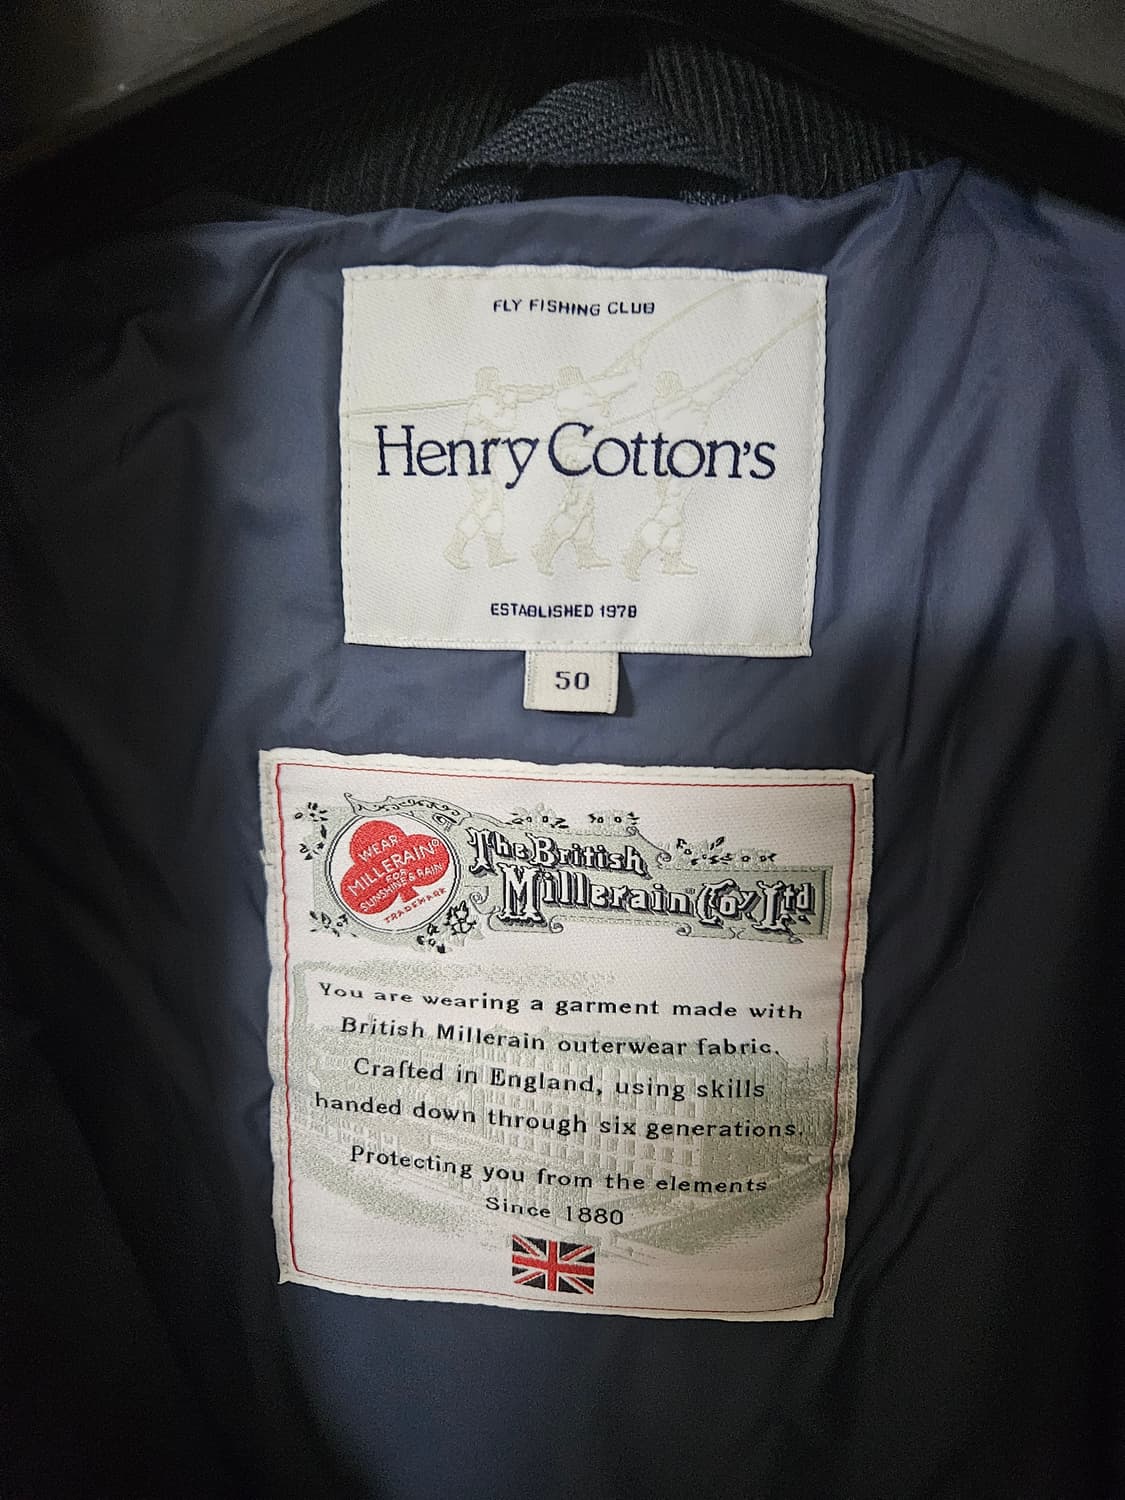 FLY FISHING CLUB
Henry Cotton's
ESTABLISHED 1978
50
WEAR
MILLERAIN®
FOR
SUNSHINE & RAIN
TRADEMARK
The British
Millerain Coy Ltd
You are wearing a garment made with
British Millerain outerwear fabric.
Crafted in England, using skills
handed down through six generations.
Protecting you from the elements
Since 1880